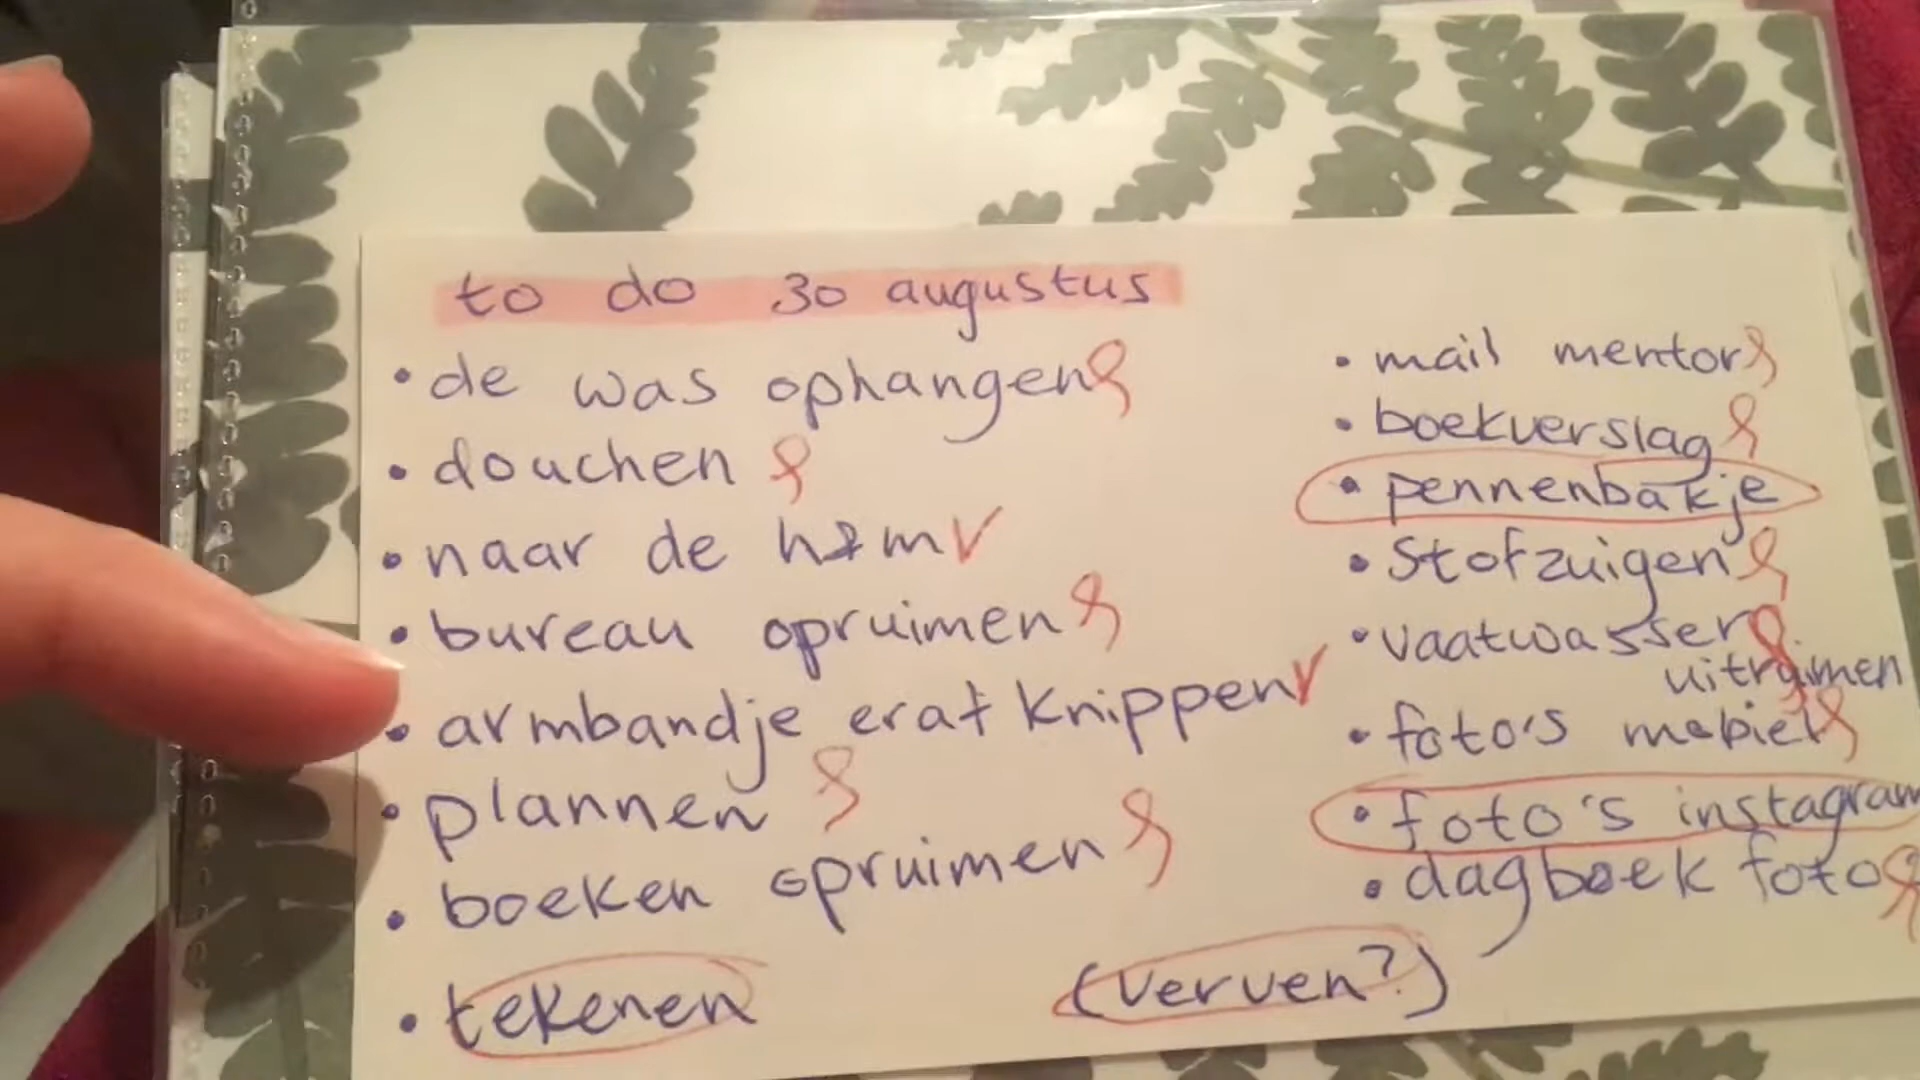 to do 30 augustus
• de was ophangen
• douchen
• naar de h&m
• bureau opruimen
• armbandje eraf knippen
• plannen
• boeken opruimen
• tekenen
(verven?)
• mail mentor
• boekverslag
• pennenbakje
• stofzuigen
• vaatwasser
uitruimen
• foto's mobiel
• foto's instagram
• dagboek foto